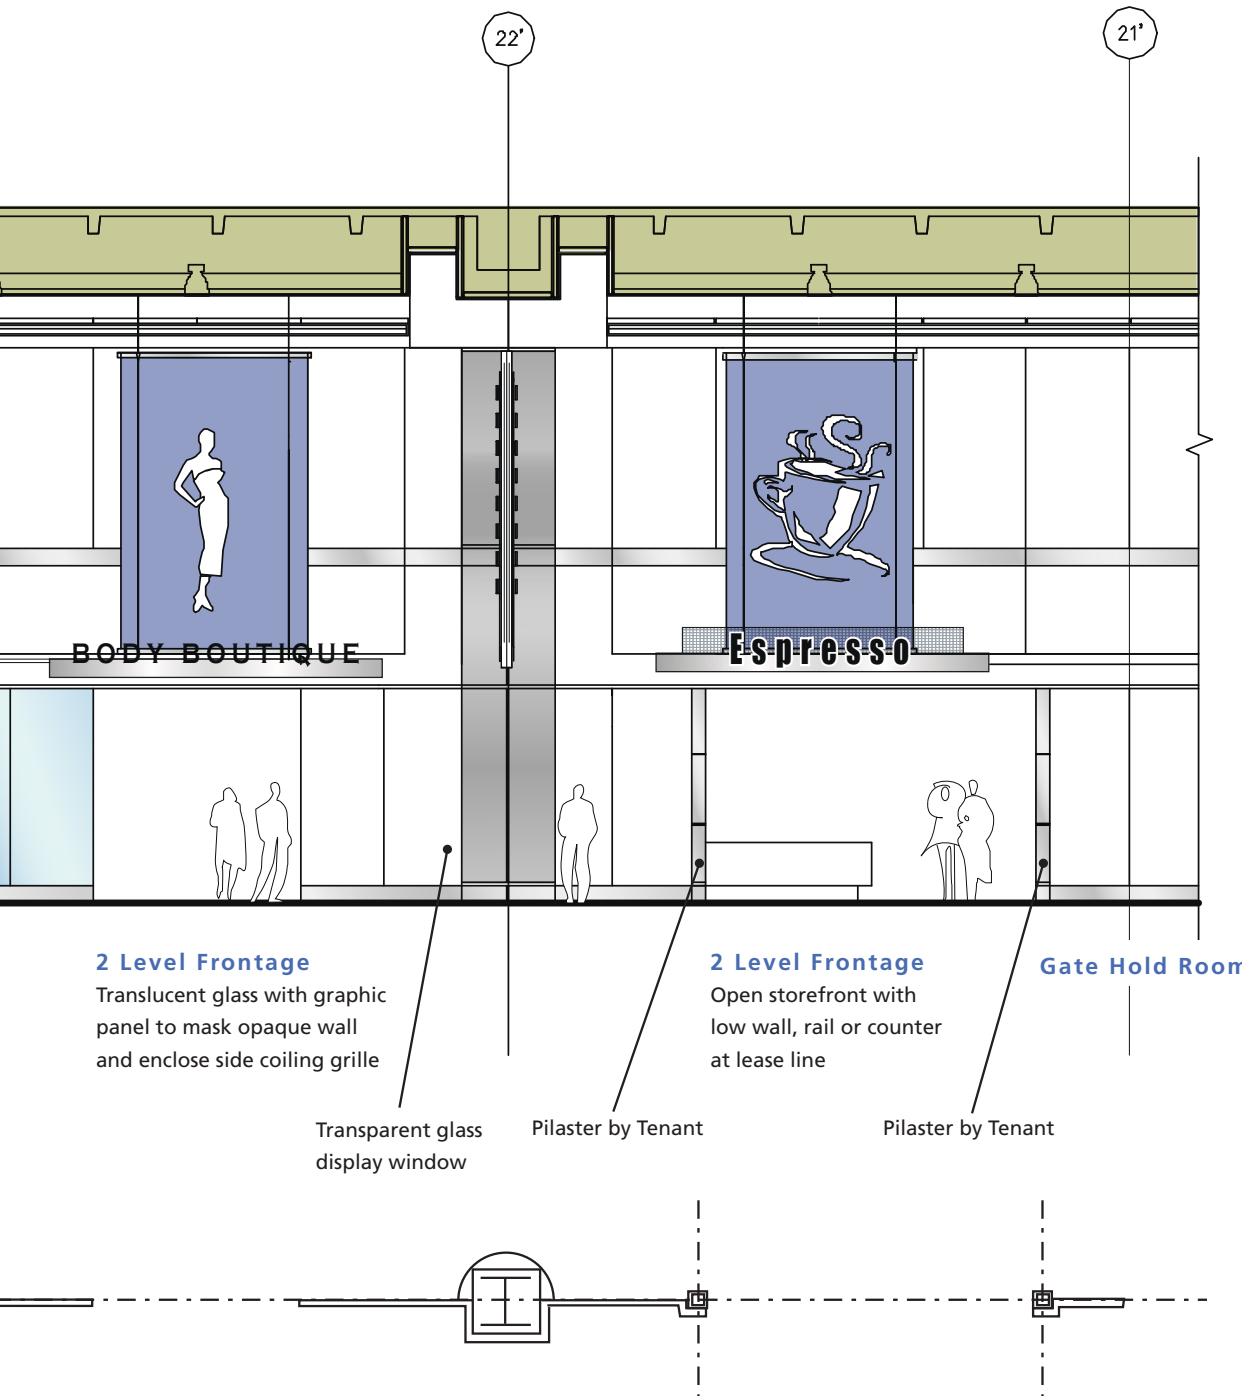 22'
21'
BODY BOUTIQUE
Espresso
2 Level Frontage
Translucent glass with graphic
panel to mask opaque wall
and enclose side coiling grille
2 Level Frontage
Open storefront with
low wall, rail or counter
at lease line
Gate Hold Room
Transparent glass
display window
Pilaster by Tenant
Pilaster by Tenant